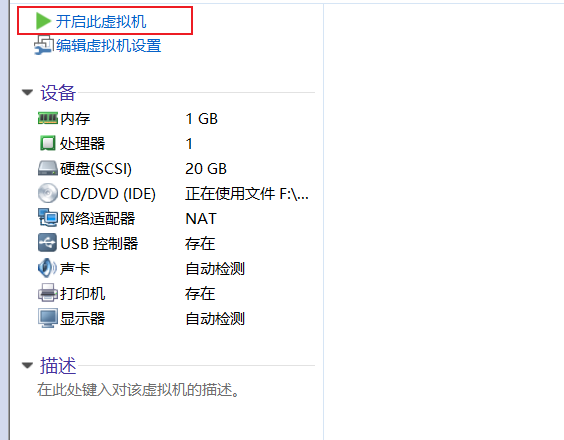 开启此虚拟机
编辑虚拟机设置
设备
内存 1 GB
处理器 1
硬盘(SCSI) 20 GB
CD/DVD (IDE) 正在使用文件 F:\...
网络适配器 NAT
USB 控制器 存在
声卡 自动检测
打印机 存在
显示器 自动检测
描述
在此处键入对该虚拟机的描述。